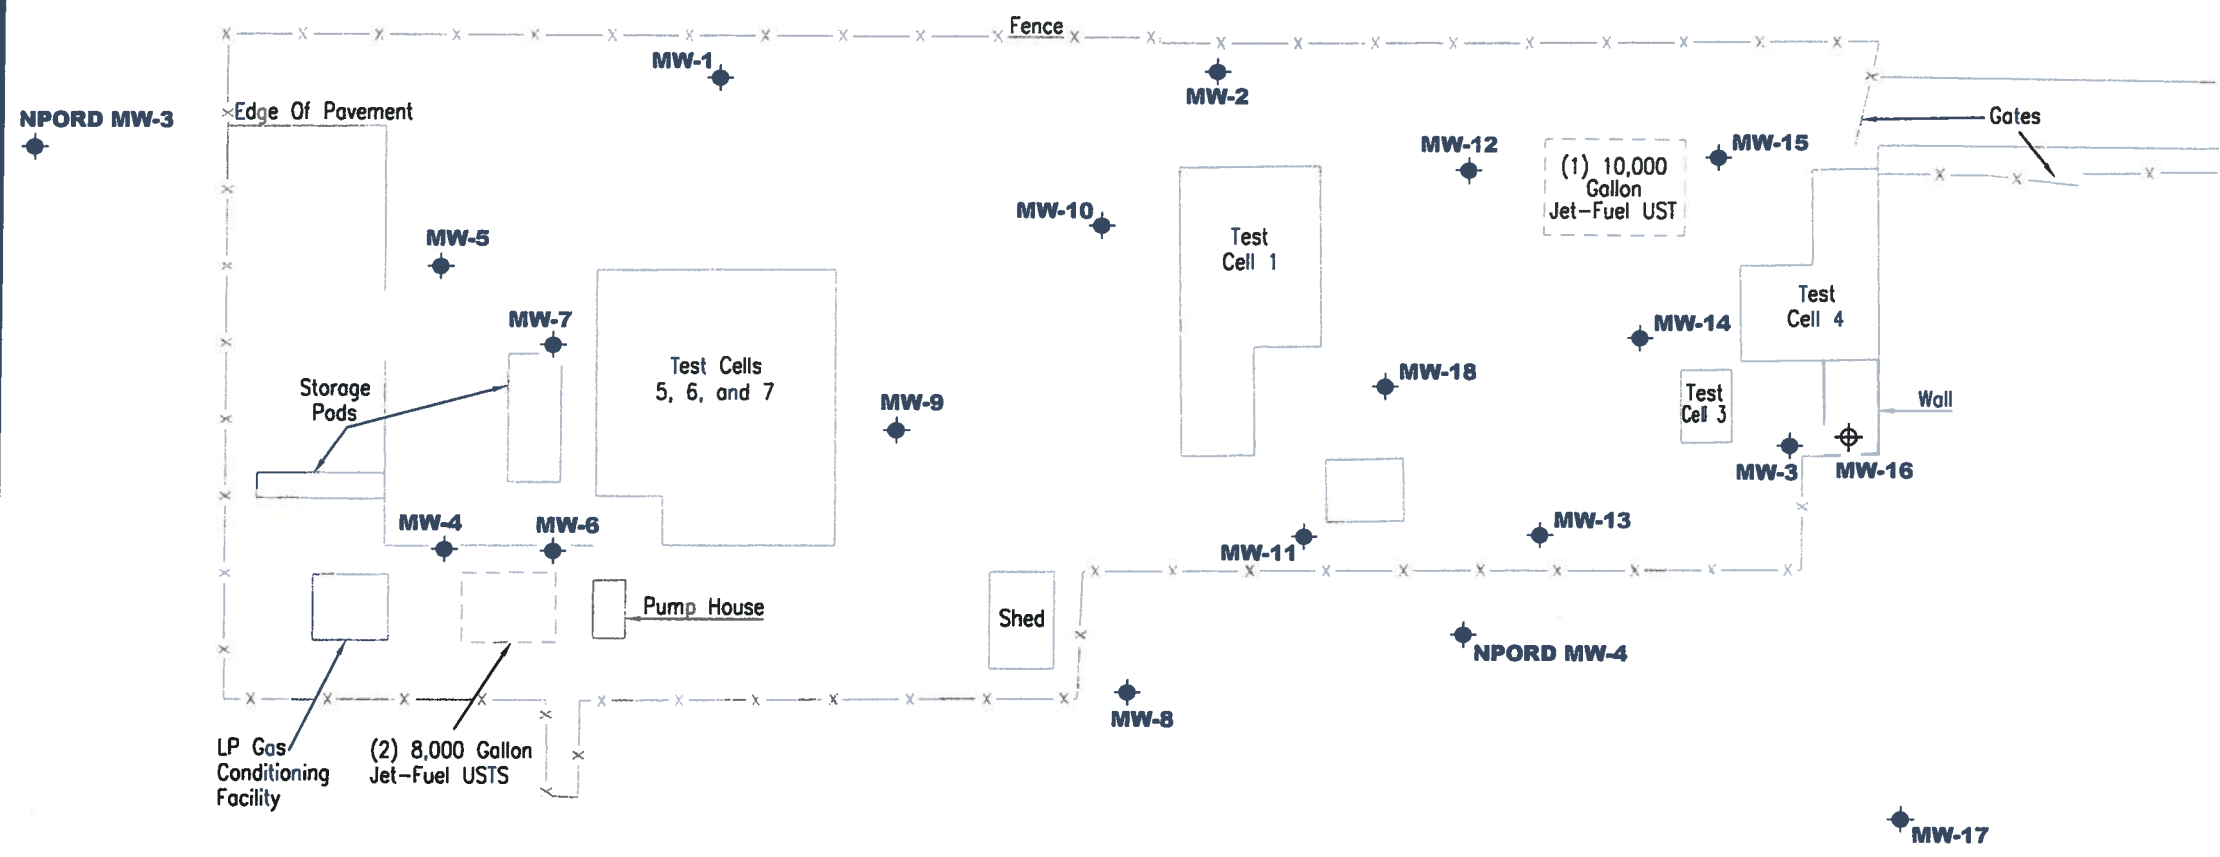 Fence
MW-1
MW-2
Edge Of Pavement
NPORD MW-3
Gates
MW-12
MW-15
(1) 10,000
Gallon
Jet-Fuel UST
MW-10
MW-5
Test
Cell 1
Test
Cell 4
MW-7
MW-14
Test Cells
5, 6, and 7
MW-18
Storage
Pods
MW-9
Test
Cell 3
Wall
MW-3
MW-16
MW-4
MW-6
MW-11
MW-13
Pump House
Shed
NPORD MW-4
MW-8
LP Gas
Conditioning
Facility
(2) 8,000 Gallon
Jet-Fuel USTS
MW-17